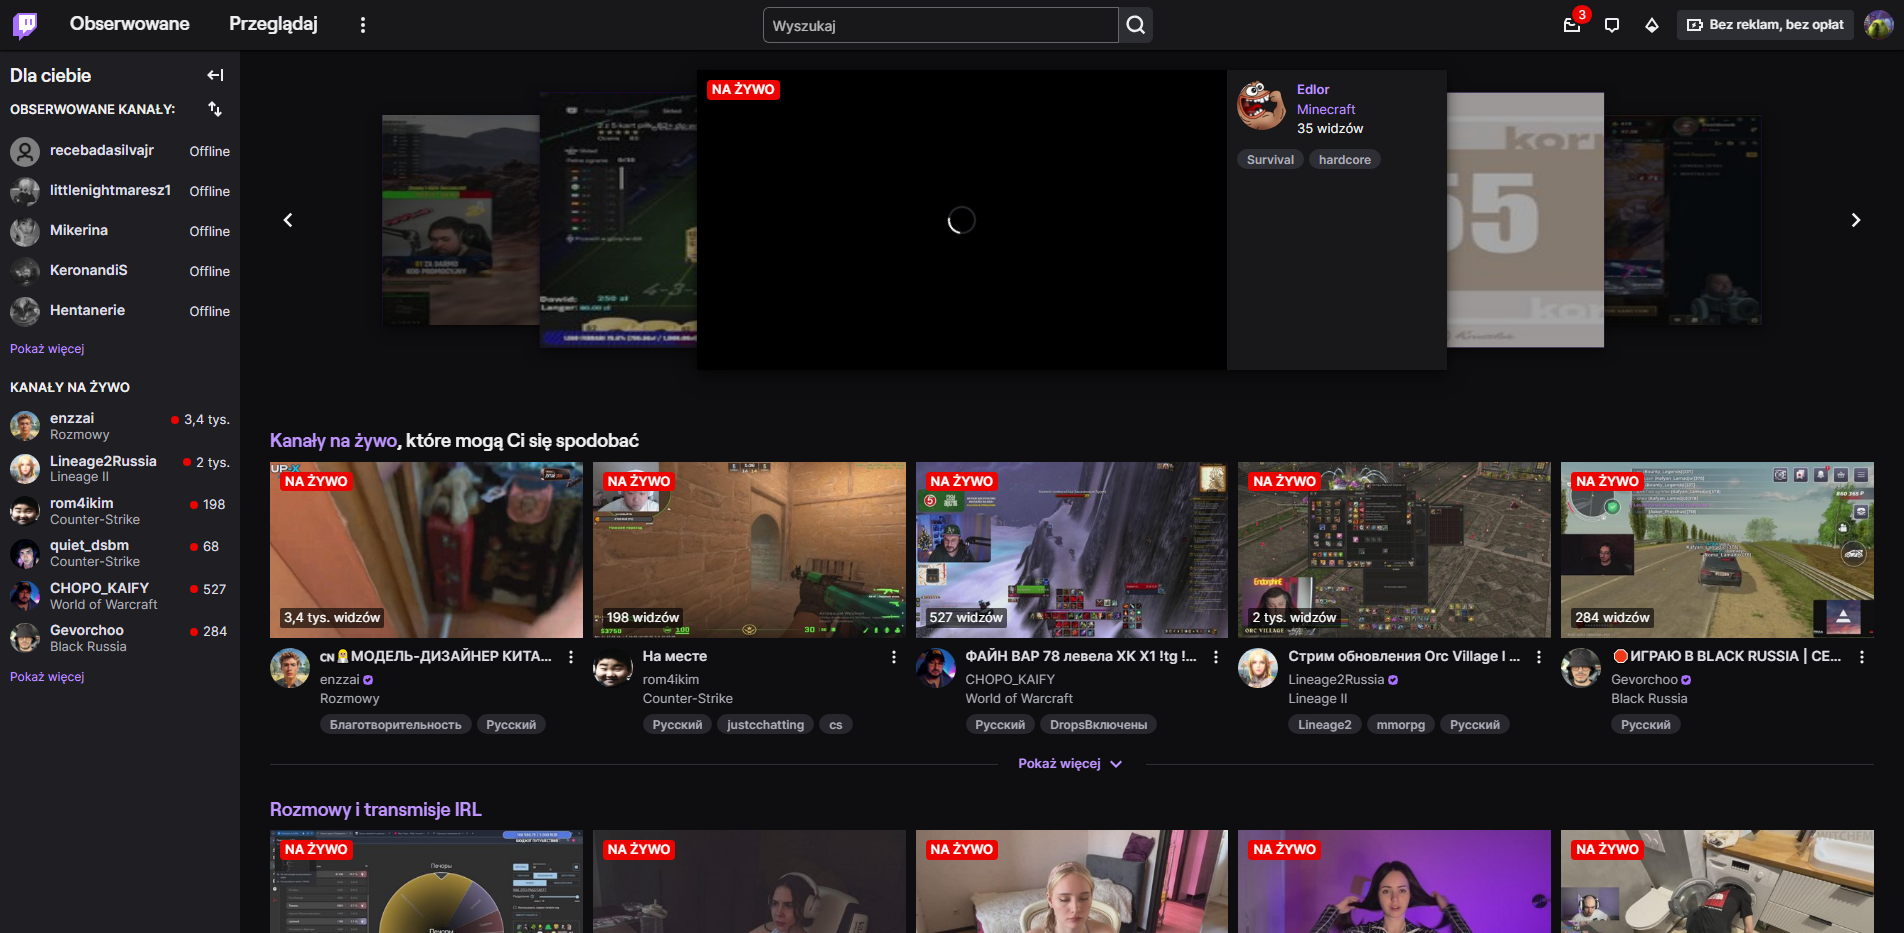 Obserwowane
Przeglądaj
Wyszukaj
3
Bez reklam, bez opłat
Dla ciebie
OBSERWOWANE KANAŁY:
recebadasilvajr Offline
littlenightmaresz1 Offline
Mikerina Offline
KeronandiS Offline
Hentanerie Offline
Pokaż więcej
KANAŁY NA ŻYWO
enzzai 3,4 tys.
Rozmowy
Lineage2Russia 2 tys.
Lineage II
rom4ikim 198
Counter-Strike
quiet_dsbm 68
Counter-Strike
CHOPO_KAIFY 527
World of Warcraft
Gevorchoo 284
Black Russia
Pokaż więcej
NA ŻYWO
Edlor
Minecraft
35 widzów
Survival hardcore
Kanały na żywo, które mogą Ci się spodobać
UP-X
NA ŻYWO
3,4 tys. widzów
CN МОДЕЛЬ-ДИЗАЙНЕР КИТА...
enzzai
Rozmowy
Благотворительность Русский
NA ŻYWO
198 widzów
На месте
rom4ikim
Counter-Strike
Русский justcchatting cs
NA ŻYWO
527 widzów
ФАЙН ВАР 78 левела ХК X1 !tg !...
CHOPO_KAIFY
World of Warcraft
Русский DropsВключены
NA ŻYWO
EndorphinE
2 tys. widzów
ORC VILLAGE
Стрим обновления Orc Village l ...
Lineage2Russia
Lineage II
Lineage2 mmorpg Русский
NA ŻYWO
284 widzów
ИГРАЮ В BLACK RUSSIA | СЕ...
Gevorchoo
Black Russia
Русский
Pokaż więcej
Rozmowy i transmisje IRL
NA ŻYWO
Печоры
Печоры
NA ŻYWO
NA ŻYWO
NA ŻYWO
NA ŻYWO